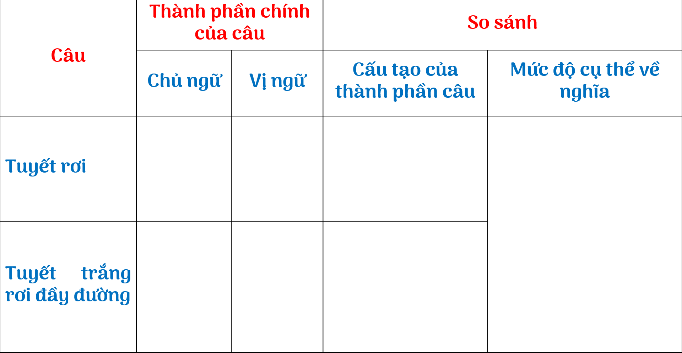 Câu
Thành phần chính
của câu
So sánh
Chủ ngữ
Vị ngữ
Cấu tạo của
thành phần câu
Mức độ cụ thể về
nghĩa
Tuyết rơi
Tuyết trắng
rơi đầy đường